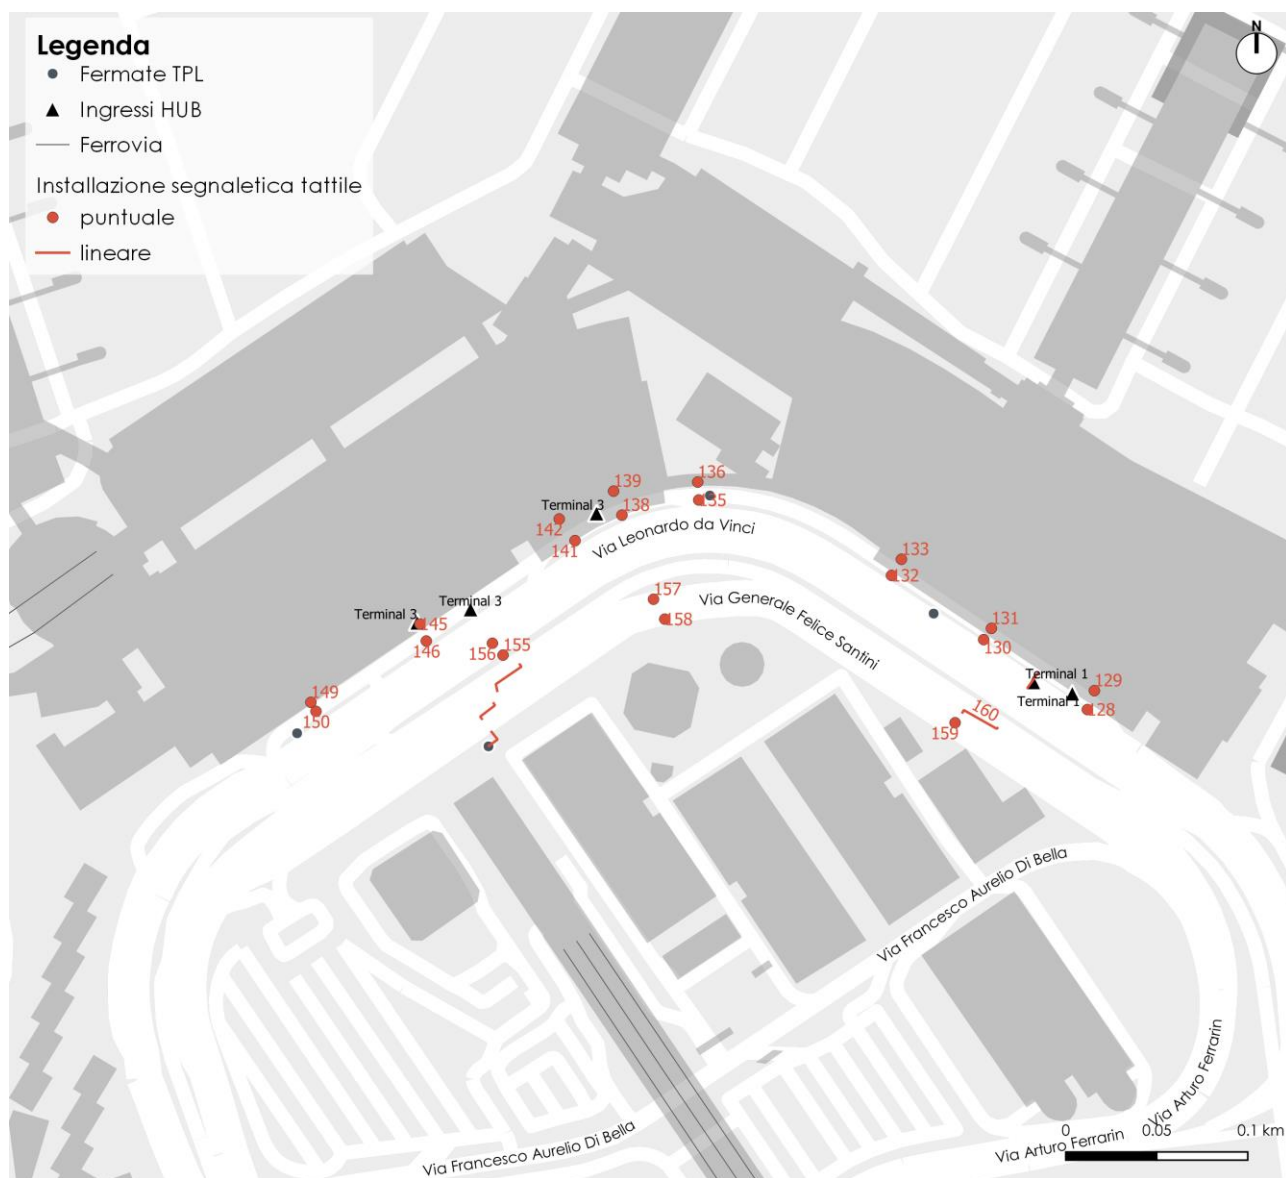 Legenda
Fermate TPL
Ingressi HUB
Ferrovia
Installazione segnaletica tattile
puntuale
lineare
N
136
139
135
Terminal 3
138
142
141
Via Leonardo da Vinci
133
132
157
Via Generale Felice Santini
Terminal 3
Terminal 3
145
158
131
146
156
155
130
Terminal 1
149
129
Terminal 1
150
160
128
159
Via Francesco Aurelio Di Bella
Via Arturo Ferrarin
Via Francesco Aurelio Di Bella
Via Arturo Ferrarin
0 0.05 0.1 km